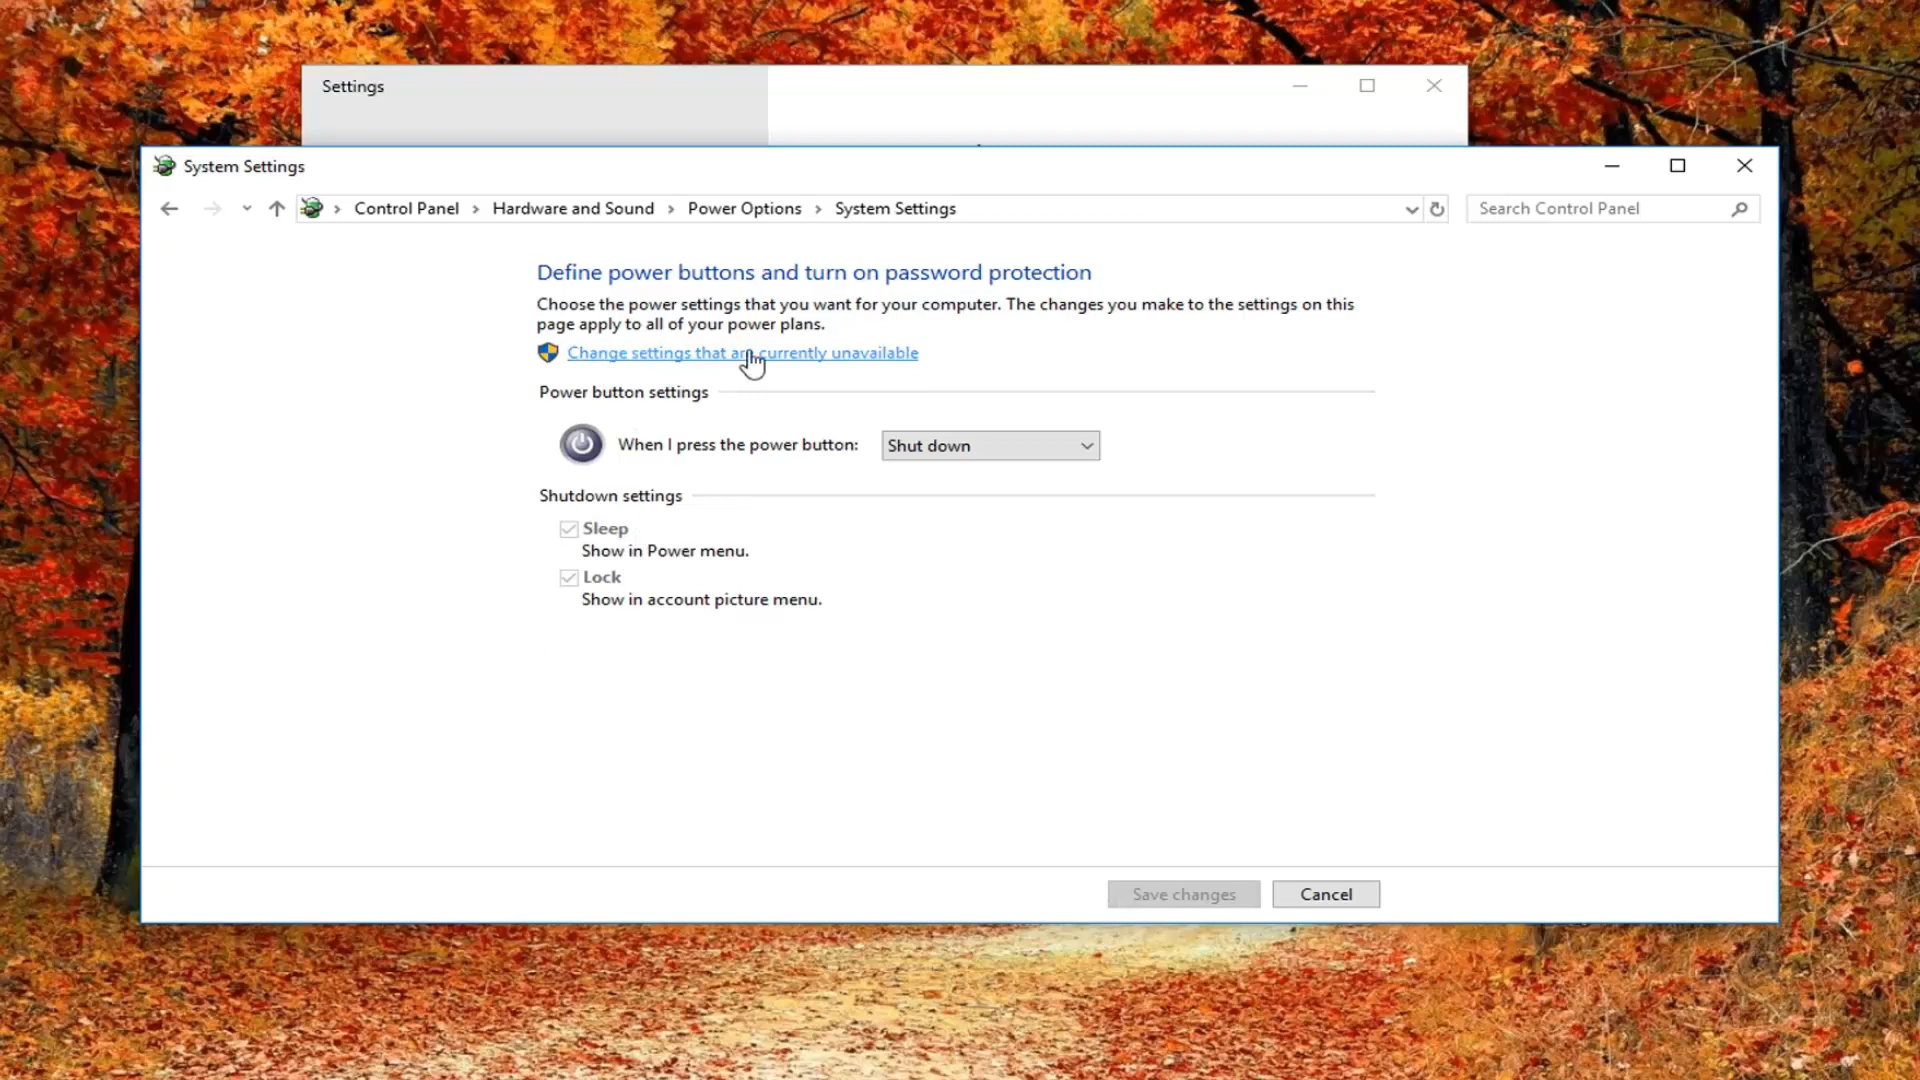 Settings
System Settings
Control Panel > Hardware and Sound > Power Options > System Settings
Search Control Panel
Define power buttons and turn on password protection
Choose the power settings that you want for your computer. The changes you make to the settings on this
page apply to all of your power plans.
Change settings that are currently unavailable
Power button settings
When I press the power button: Shut down
Shutdown settings
Sleep
Show in Power menu.
Lock
Show in account picture menu.
Save changes Cancel